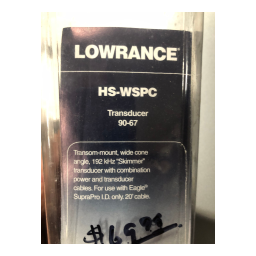 LOWRANCE®
HS-WSPC
Transducer
90-67
Transom-mount, wide cone
angle, 192 kHz "Skimmer"
transducer with combination
power and transducer
cables. For use with Eagle®
SupraPro I.D. only. 20' cable.